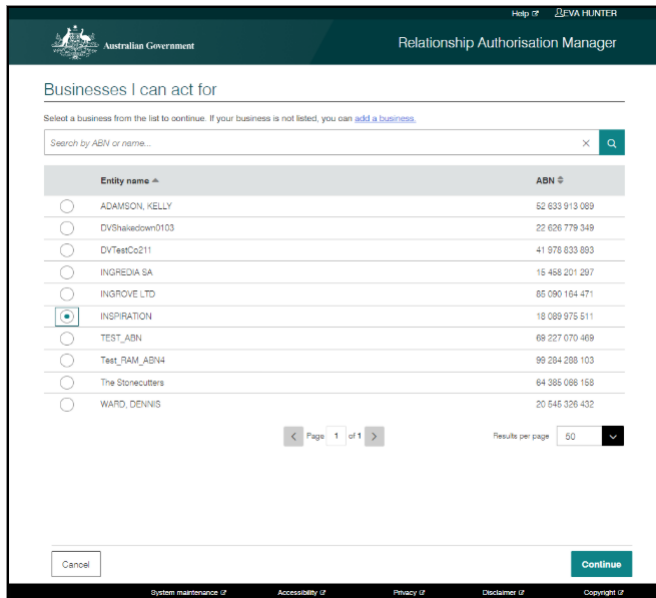 Help EVA HUNTER
Australian Government
Relationship Authorisation Manager
Businesses I can act for
Select a business from the list to continue. If your business is not listed, you can add a business.
Search by ABN or name...
Entity name ABN
ADAMSON, KELLY 52 633 913 089
DVShakedown0103 22 626 779 349
DVTestCo211 41 978 833 893
INGREDIA SA 15 458 201 297
INGROVE LTD 85 090 164 471
INSPIRATION 18 089 975 511
TEST_ABN 69 227 070 469
Test_RAM_ABN4 99 284 288 103
The Stonecutters 64 385 066 158
WARD, DENNIS 20 545 326 432
Page 1 of 1 Results per page 50
Cancel Continue
System maintenance Accessibility Privacy Disclaimer Copyright